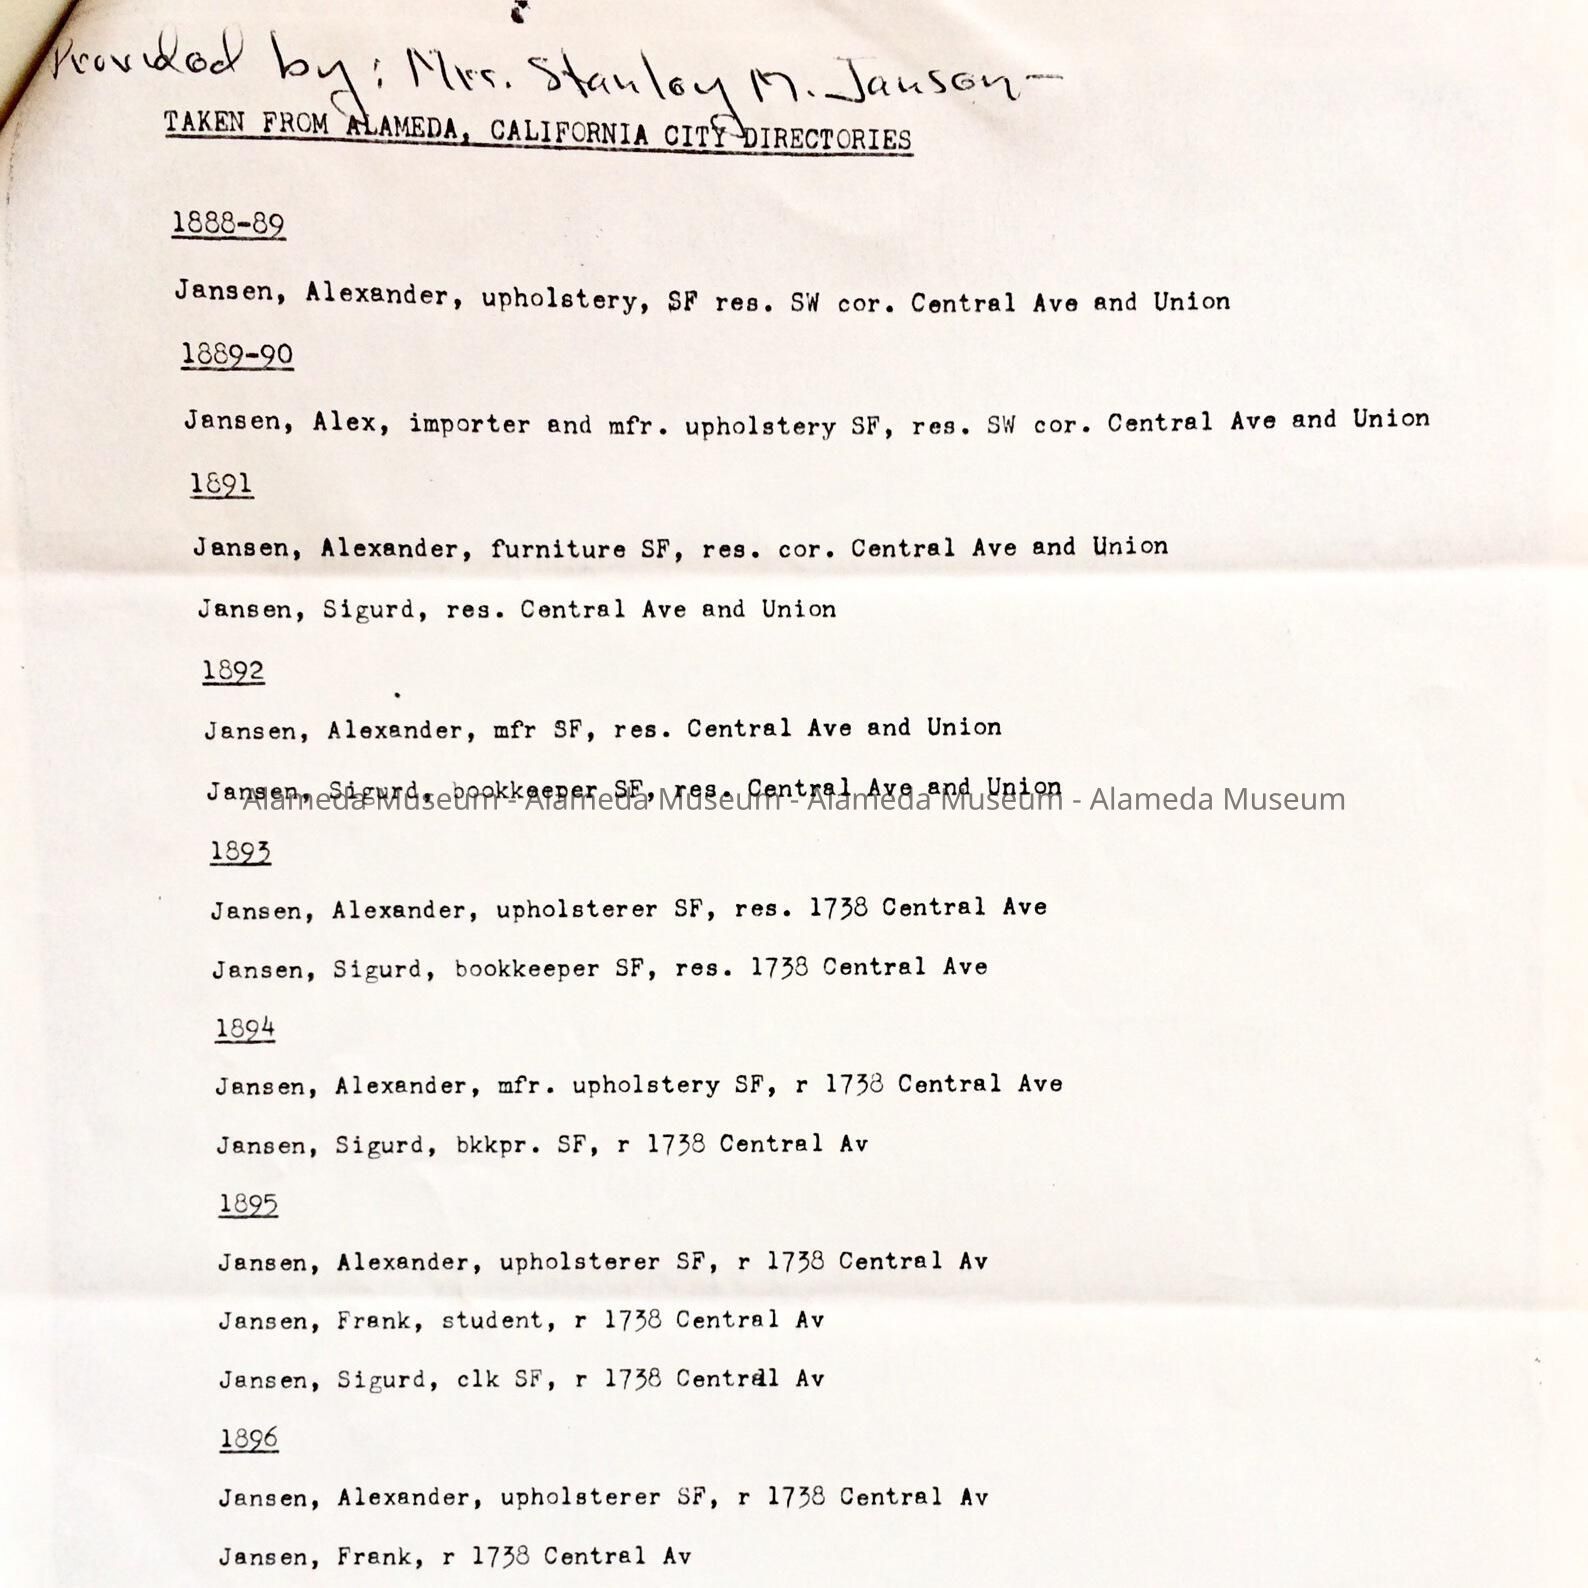 Provided by: Mrs. Stanley M. Jansen-
TAKEN FROM ALAMEDA, CALIFORNIA CITY DIRECTORIES
1888-89
Jansen, Alexander, upholstery, SF res. SW cor. Central Ave and Union
1889-90
Jansen, Alex, importer and mfr. upholstery SF, res. SW cor. Central Ave and Union
1891
Jansen, Alexander, furniture SF, res. cor. Central Ave and Union
Jansen, Sigurd, res. Central Ave and Union
1892
Jansen, Alexander, mfr SF, res. Central Ave and Union
Jansen, Sigurd, bookkeeper SF, res. Central Ave and Union
Alameda Museum - Alameda Museum - Alameda Museum - Alameda Museum
1893
Jansen, Alexander, upholsterer SF, res. 1738 Central Ave
Jansen, Sigurd, bookkeeper SF, res. 1738 Central Ave
1894
Jansen, Alexander, mfr. upholstery SF, r 1738 Central Ave
Jansen, Sigurd, bkkpr. SF, r 1738 Central Av
1895
Jansen, Alexander, upholsterer SF, r 1738 Central Av
Jansen, Frank, student, r 1738 Central Av
Jansen, Sigurd, clk SF, r 1738 Central Av
1896
Jansen, Alexander, upholsterer SF, r 1738 Central Av
Jansen, Frank, r 1738 Central Av